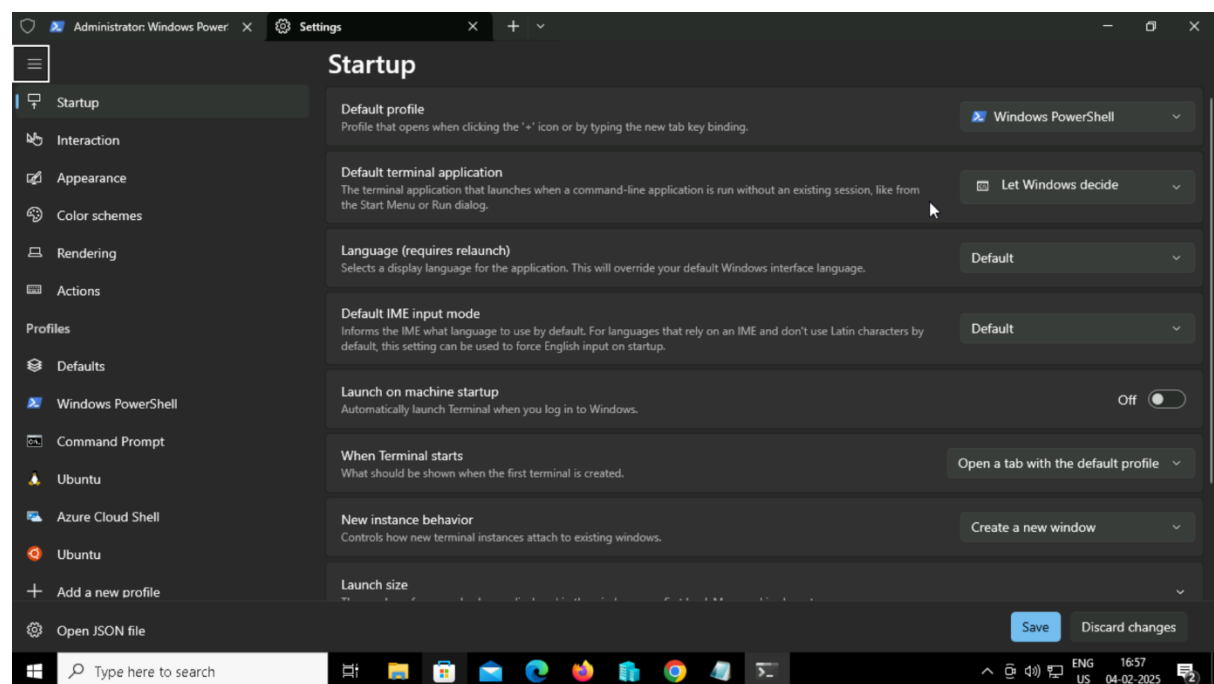 Administrator: Windows Power
Settings
Startup
Startup
Interaction
Appearance
Color schemes
Rendering
Actions
Profiles
Defaults
Windows PowerShell
Command Prompt
Ubuntu
Azure Cloud Shell
Ubuntu
Add a new profile
Open JSON file
Default profile
Profile that opens when clicking the '+' icon or by typing the new tab key binding.
Windows PowerShell
Default terminal application
The terminal application that launches when a command-line application is run without an existing session, like from
the Start Menu or Run dialog.
Let Windows decide
Language (requires relaunch)
Selects a display language for the application. This will override your default Windows interface language.
Default
Default IME input mode
Informs the IME what language to use by default. For languages that rely on an IME and don't use Latin characters by
default, this setting can be used to force English input on startup.
Default
Launch on machine startup
Automatically launch Terminal when you log in to Windows.
Off
When Terminal starts
What should be shown when the first terminal is created.
Open a tab with the default profile
New instance behavior
Controls how new terminal instances attach to existing windows.
Create a new window
Launch size
Save
Discard changes
Type here to search
ENG
US
16:57
04-02-2025
2